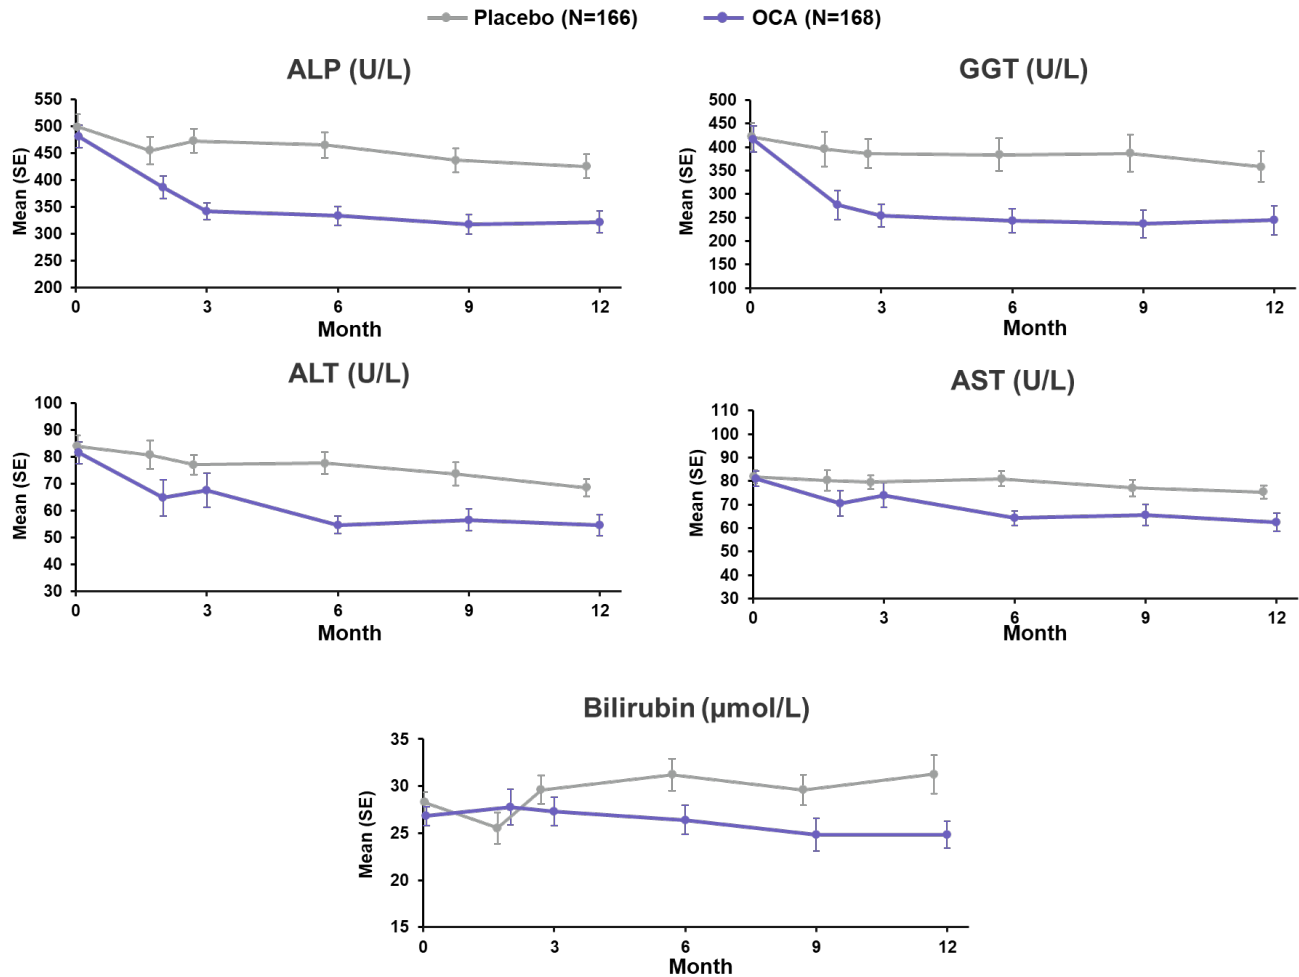 Placebo (N=166) OCA (N=168)
ALP (U/L)
Mean (SE)
550
500
450
400
350
300
250
200
0 3 6 9 12
Month
GGT (U/L)
Mean (SE)
500
450
400
350
300
250
200
150
100
0 3 6 9 12
Month
ALT (U/L)
Mean (SE)
100
90
80
70
60
50
40
30
0 3 6 9 12
Month
AST (U/L)
Mean (SE)
110
100
90
80
70
60
50
40
30
0 3 6 9 12
Month
Bilirubin (µmol/L)
Mean (SE)
35
30
25
20
15
0 3 6 9 12
Month